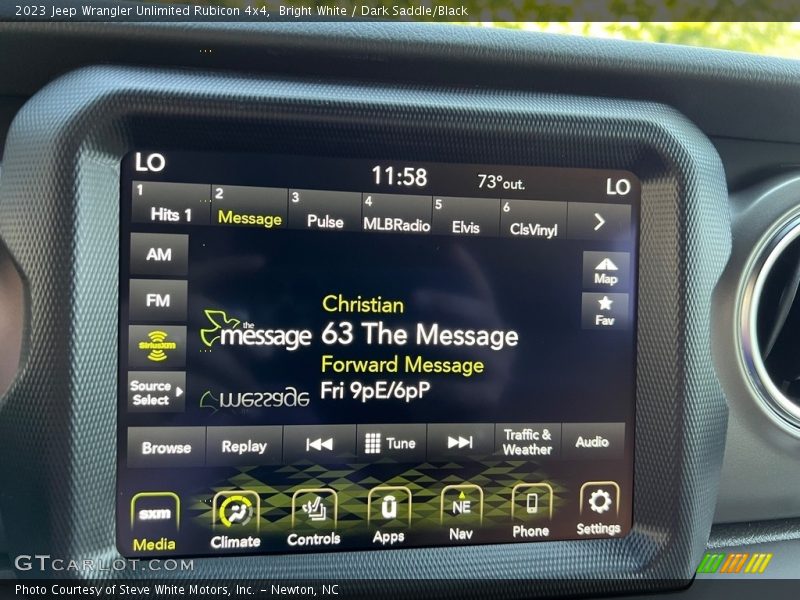 2023 Jeep Wrangler Unlimited Rubicon 4x4,  Bright White / Dark Saddle/Black
LO 11:58 73°out. LO
1 Hits 1 2 Message 3 Pulse 4 MLBRadio 5 Elvis 6 ClsVinyl
AM
FM
SiriusXM
Source Select
Map
Fav
the message
message
Christian
63 The Message
Forward Message
Fri 9pE/6pP
Browse Replay Tune Traffic & Weather Audio
sxm NE
Media Climate Controls Apps Nav Phone Settings
GTCARLOT.COM
Photo Courtesy of Steve White Motors, Inc. – Newton, NC